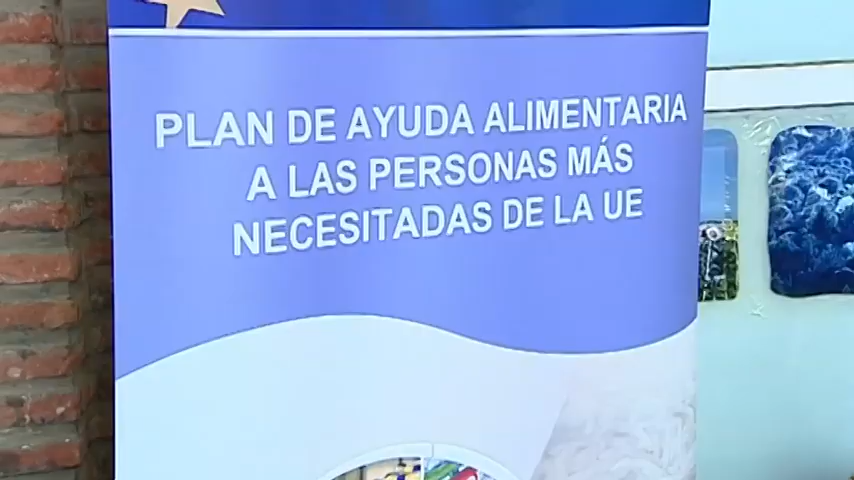 PLAN DE AYUDA ALIMENTARIA
A LAS PERSONAS MÁS
NECESITADAS DE LA UE